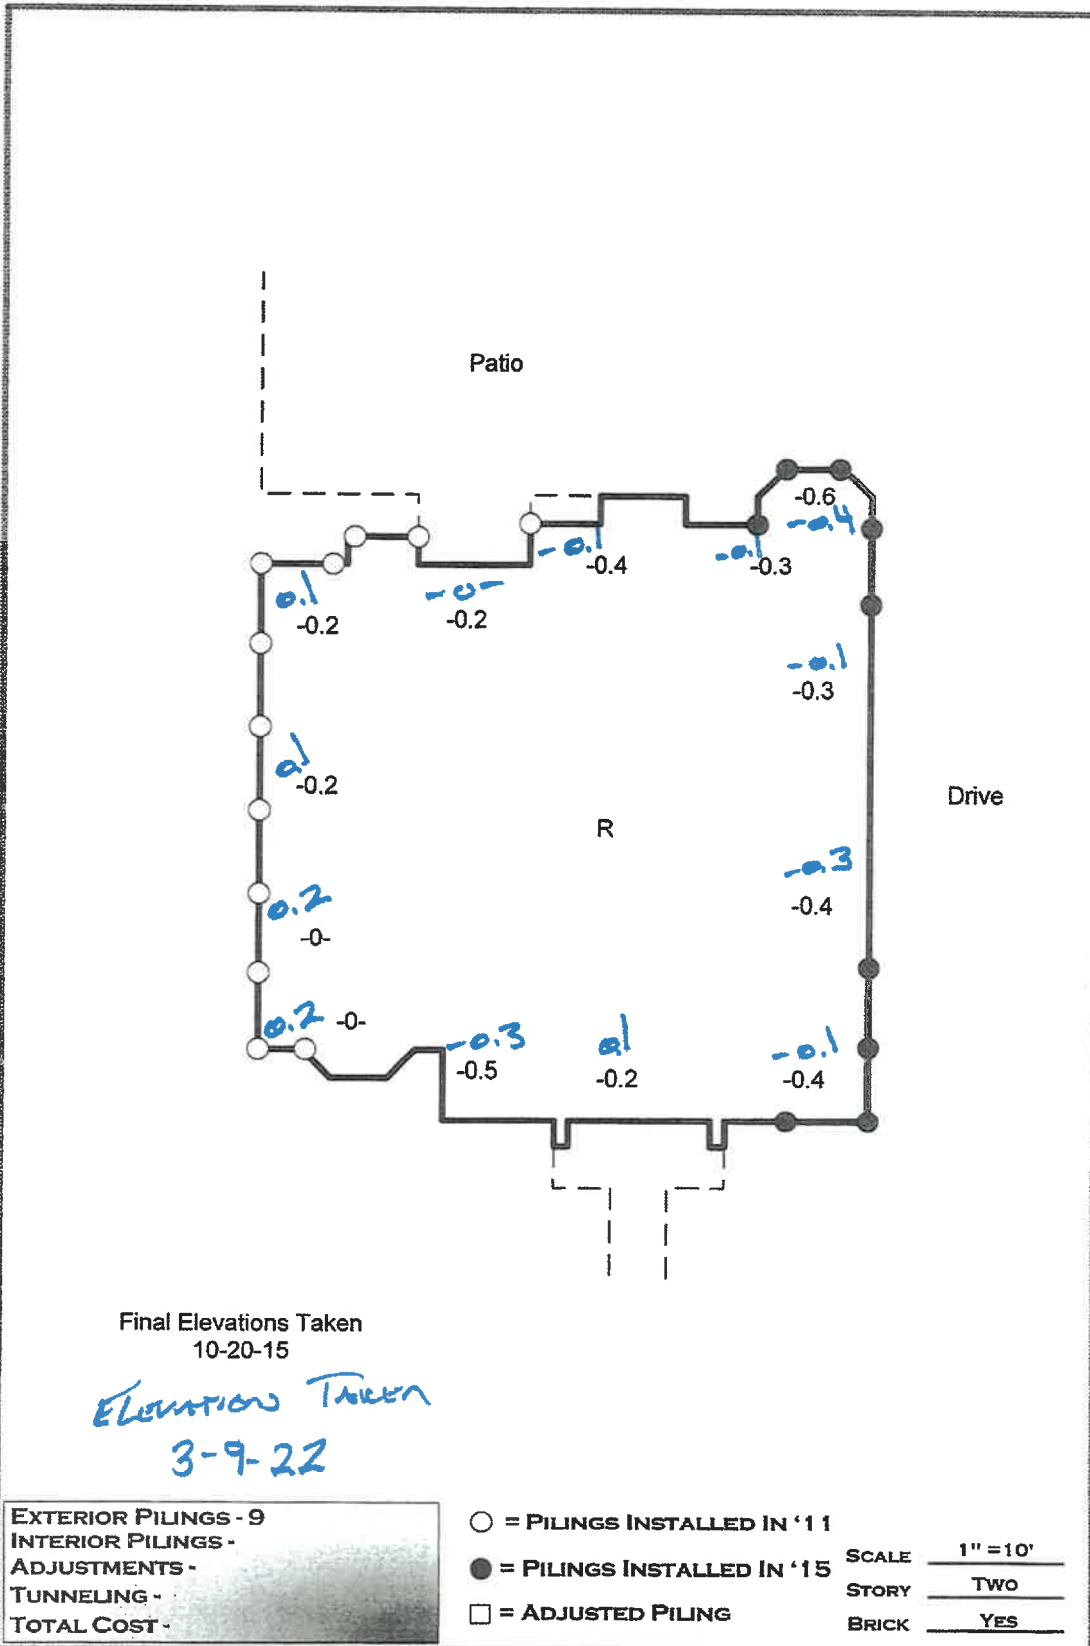 Patio
-0.6
-0.4
-0.1
-0.4
-0.1
-0.3
0.1
-0.2
-0-
-0.2
-0.1
-0.3
0.1
-0.2
Drive
R
-0.3
-0.4
0.2
-0-
0.2
-0-
-0.3
-0.5
0.1
-0.2
-0.1
-0.4
Final Elevations Taken
10-20-15
ELEVATION TAKEN
3-9-22
EXTERIOR PILINGS - 9
INTERIOR PILINGS -
ADJUSTMENTS -
TUNNELING -
TOTAL COST -
= PILINGS INSTALLED IN '11
= PILINGS INSTALLED IN '15
= ADJUSTED PILING
SCALE 1" =10'
STORY TWO
BRICK YES